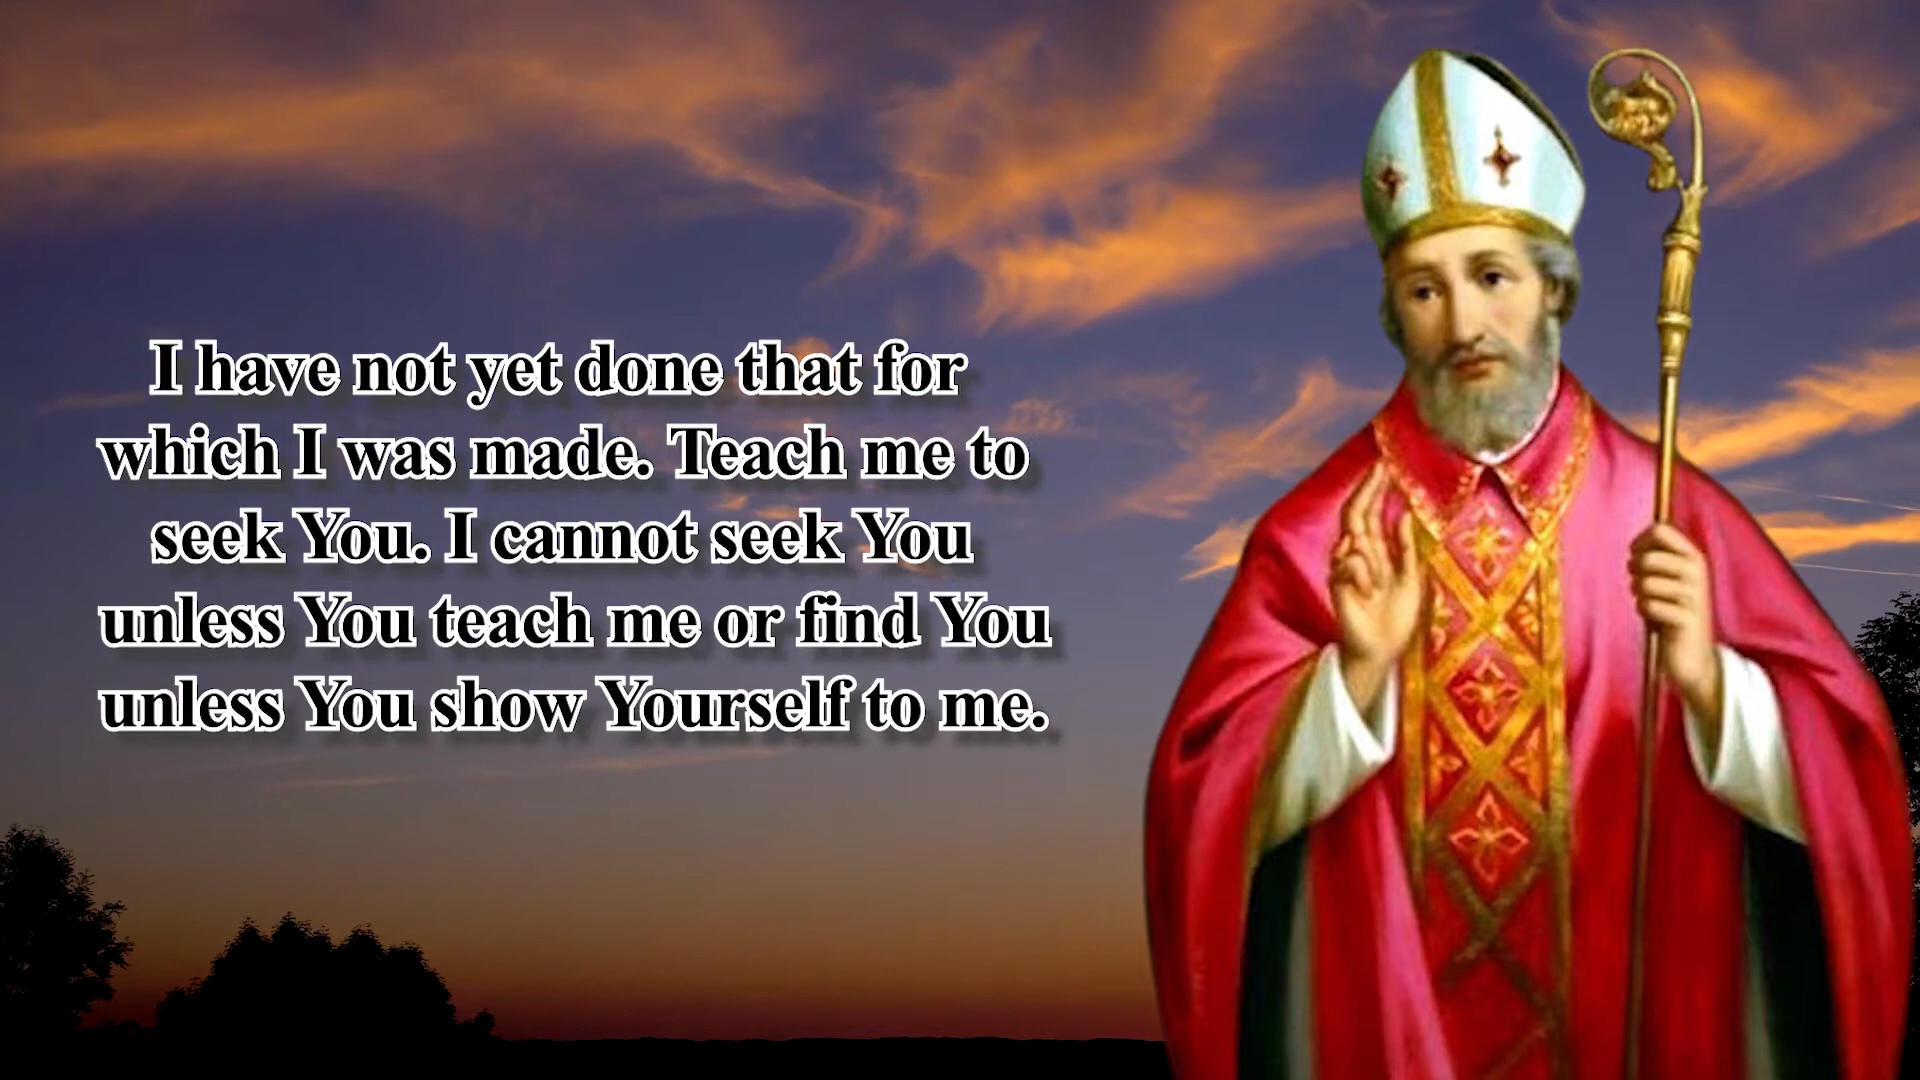 I have not yet done that for
which I was made. Teach me to
seek You. I cannot seek You
unless You teach me or find You
unless You show Yourself to me.